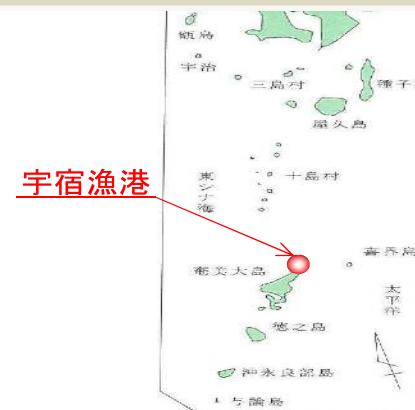 甑島
宇治
三島村
種子
屋久島
宇宿漁港
東シナ海
十島村
喜界島
奄美大島
太平洋
徳之島
沖永良部島
与論島